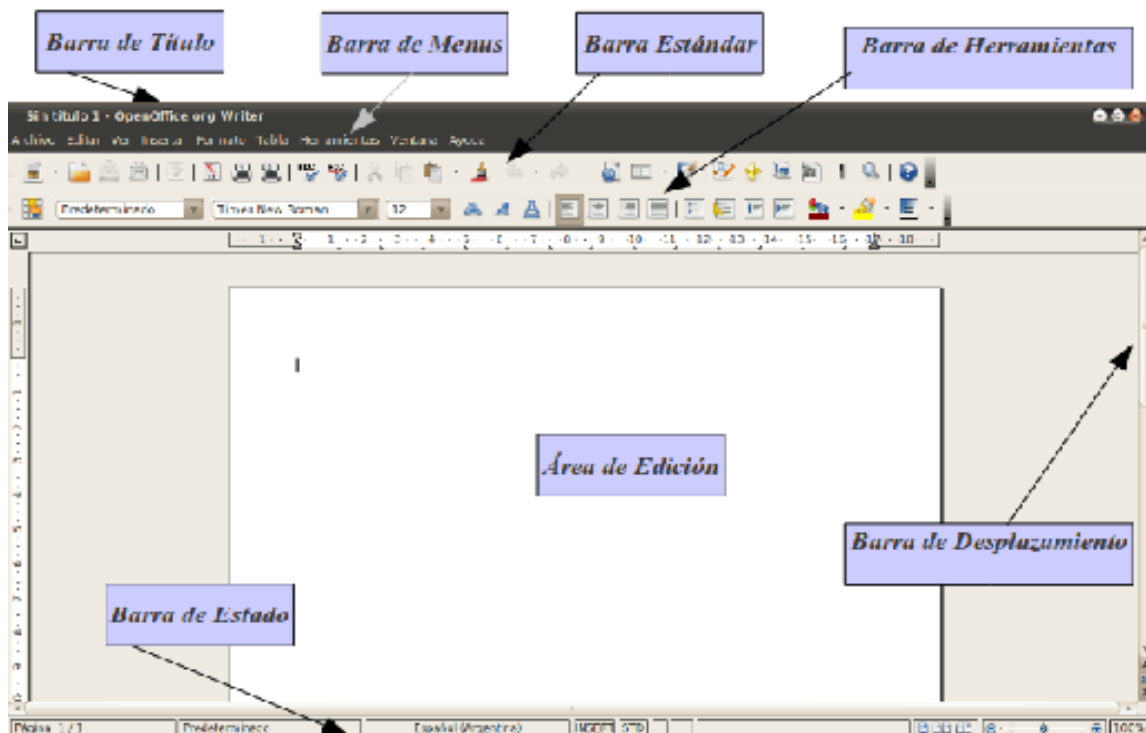 Barra de Título Barra de Menus Barra Estándar Barra de Herramientas
Sin título 1 - OpenOffice.org Writer
Archivo Editar Ver Insertar Formato Tabla Herramientas Ventana Ayuda
Predeterminado Times New Roman 12
Área de Edición
Barra de Desplazamiento
Barra de Estado
Página 1 / 1 Predeterminado Español (Argentina) INSERT STD 100%